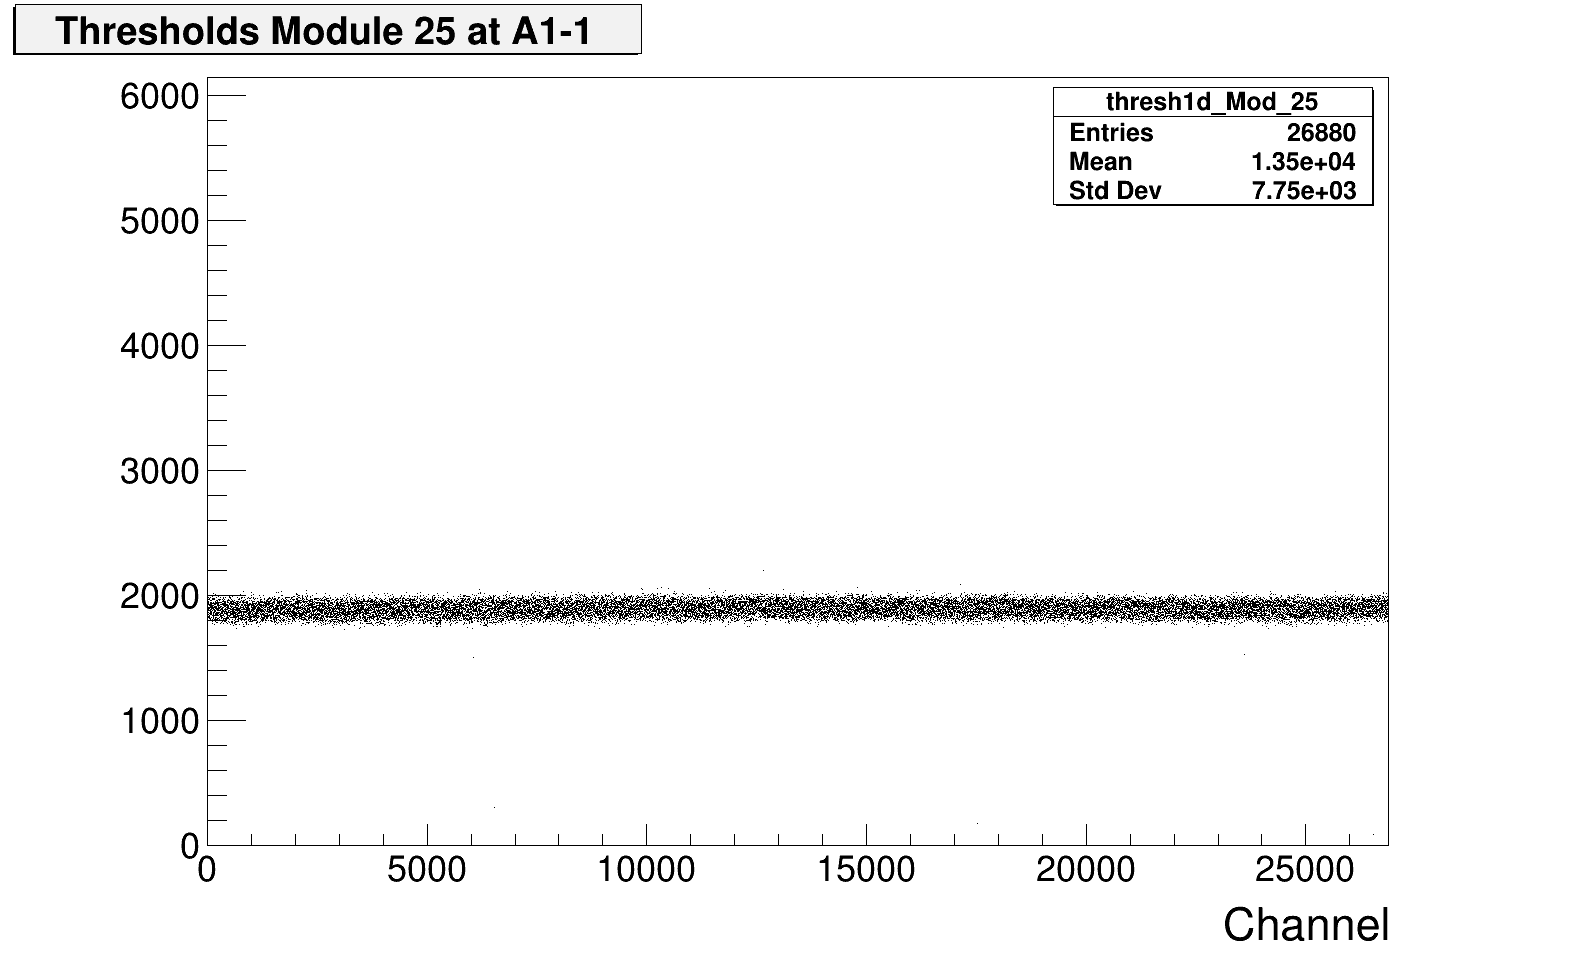 Thresholds Module 25 at A1-1
thresh1d_Mod_25
Entries 26880
Mean 1.35e+04
Std Dev 7.75e+03
6000
5000
4000
3000
2000
1000
0
0 5000 10000 15000 20000 25000
Channel